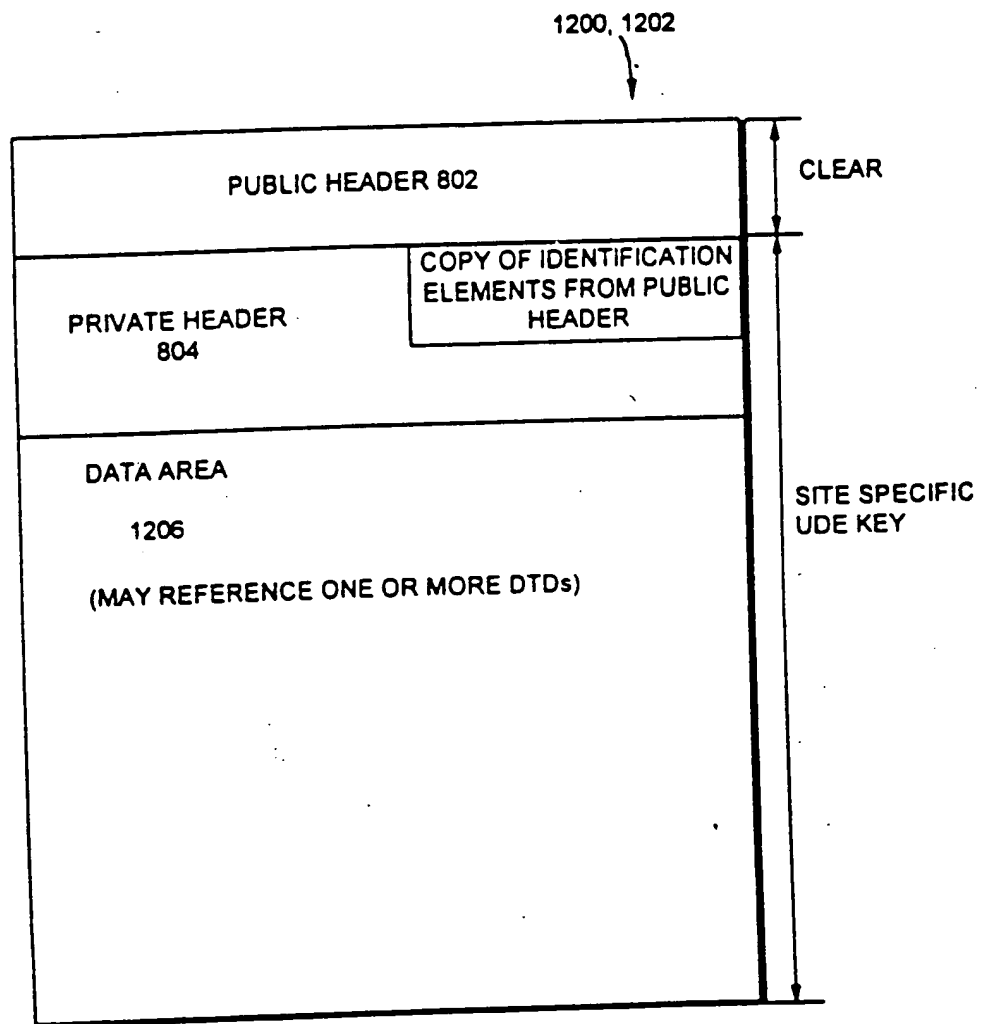 1200, 1202
PUBLIC HEADER 802
CLEAR
COPY OF IDENTIFICATION
ELEMENTS FROM PUBLIC
HEADER
PRIVATE HEADER
804
DATA AREA
1206
(MAY REFERENCE ONE OR MORE DTDs)
SITE SPECIFIC
UDE KEY